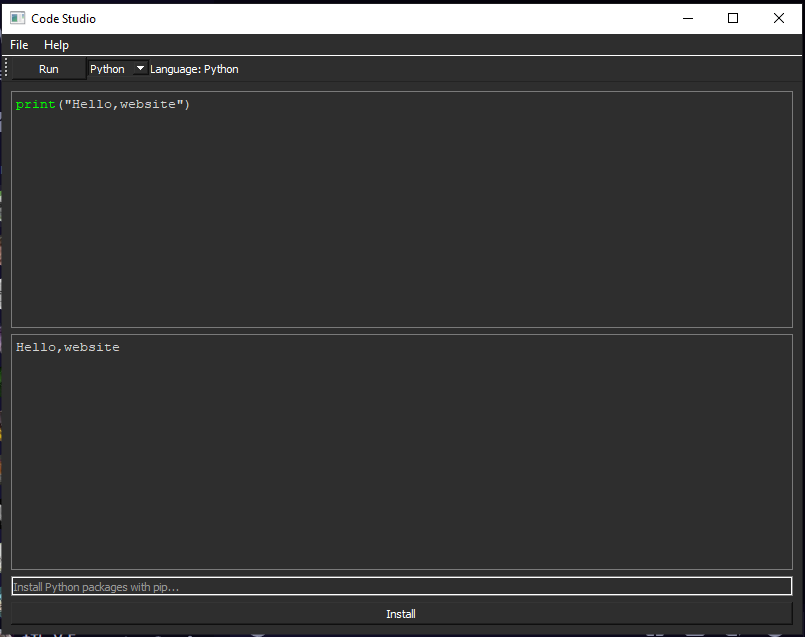 Code Studio
File Help
Run Python Language: Python
print("Hello,website")
Hello,website
Install Python packages with pip...
Install